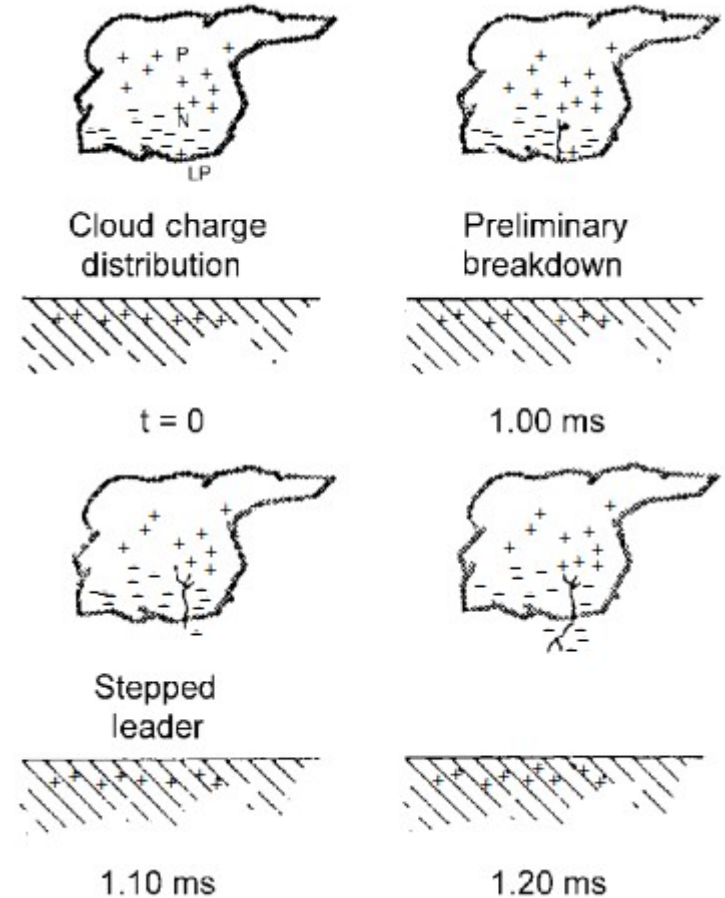 P
N
LP
Cloud charge
distribution
t = 0
Preliminary
breakdown
1.00 ms
Stepped
leader
1.10 ms
1.20 ms